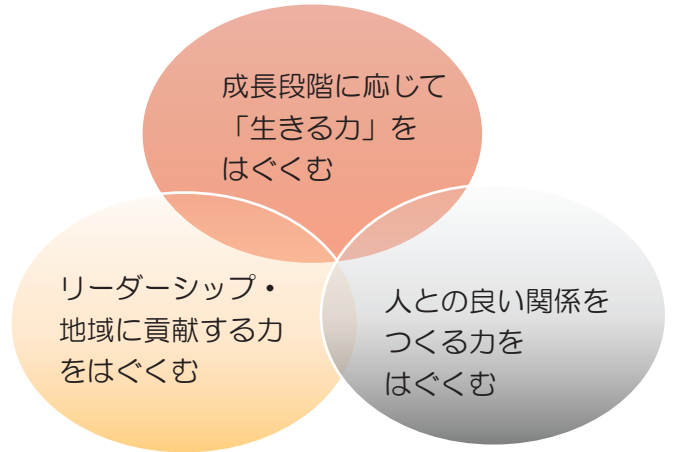 成長段階に応じて
「生きる力」を
はぐくむ
リーダーシップ・
地域に貢献する力
をはぐくむ
人との良い関係を
つくる力を
はぐくむ